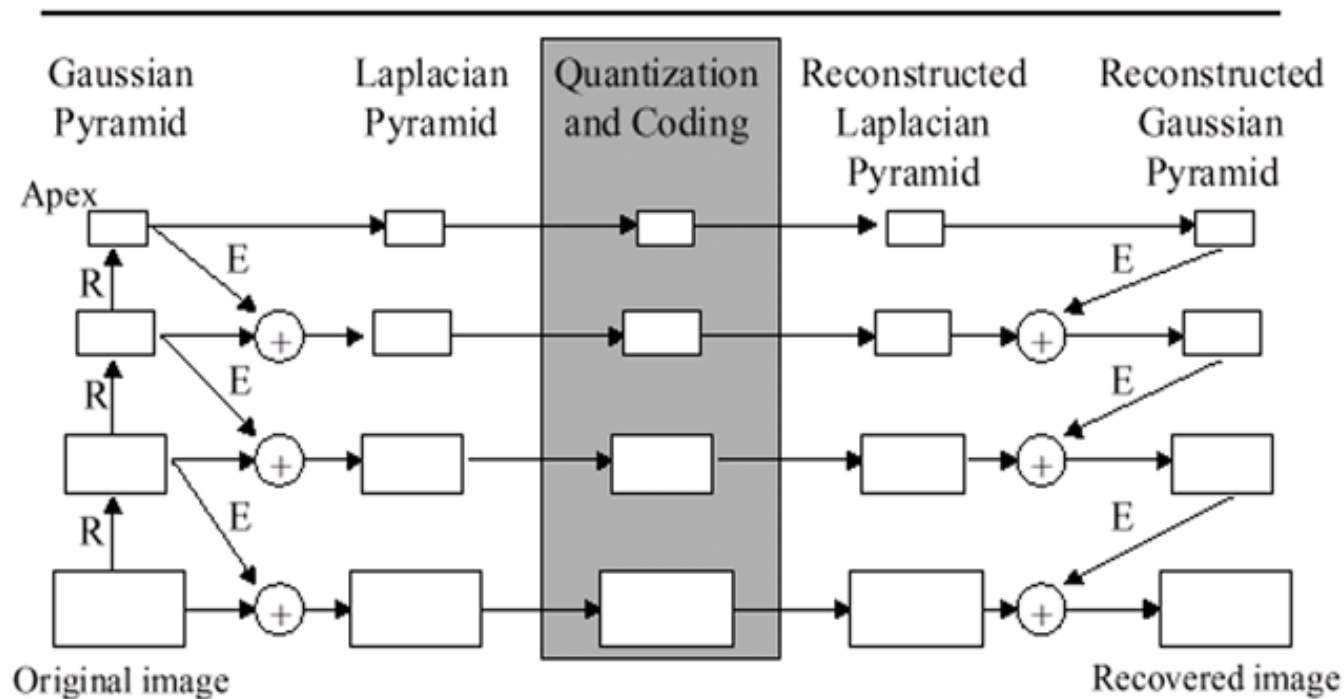 Gaussian
Pyramid
Laplacian
Pyramid
Quantization
and Coding
Reconstructed
Laplacian
Pyramid
Reconstructed
Gaussian
Pyramid
Apex
E
E
R
+
+
E
E
R
+
+
E
E
R
+
+
Original image
Recovered image